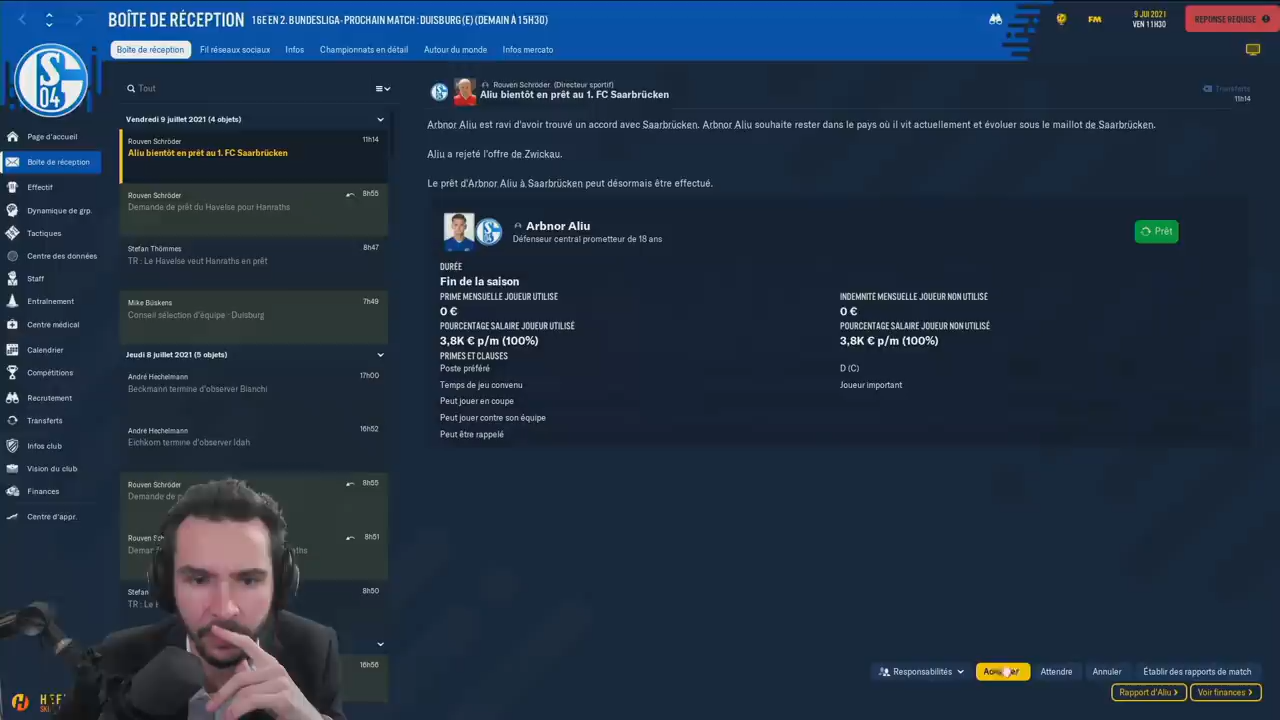 BOÎTE DE RÉCEPTION
16E EN 2. BUNDESLIGA- PROCHAIN MATCH : DUISBURG (E) (DEMAIN À 15H30)
FM
9 JUI 2021
VEN 11H30
REPONSE REQUISE
Boîte de réception
Fil réseaux sociaux
Infos
Championnats en détail
Autour du monde
Infos mercato
S
04
Page d'accueil
Boîte de réception
Effectif
Dynamique de grp.
Tactiques
Centre des données
Staff
Entraînement
Centre médical
Calendrier
Compétitions
Recrutement
Transferts
Infos club
Vision du club
Finances
Centre d'appr.
Tout
Vendredi 9 juillet 2021 (4 objets)
Rouven Schröder 11h14
Aliu bientôt en prêt au 1. FC Saarbrücken
Rouven Schröder 8h55
Demande de prêt du Havelse pour Hanraths
Stefan Thömmes 8h47
TR : Le Havelse veut Hanraths en prêt
Mike Büskens 7h49
Conseil sélection d'équipe - Duisburg
Jeudi 8 juillet 2021 (5 objets)
André Hechelmann 17h00
Beckmann termine d'observer Bianchi
André Hechelmann 16h52
Eichkorn termine d'observer Idah
Rouven Schröder 8h55
Demande de
8h51
8h50
TR : Le
16h56
Rouven Schröder (Directeur sportif)
Aliu bientôt en prêt au 1. FC Saarbrücken
Transferts
11h14
Arbnor Aliu est ravi d'avoir trouvé un accord avec Saarbrücken. Arbnor Aliu souhaite rester dans le pays où il vit actuellement et évoluer sous le maillot de Saarbrücken.
Aliu a rejeté l'offre de Zwickau.
Le prêt d'Arbnor Aliu à Saarbrücken peut désormais être effectué.
Arbnor Aliu
Défenseur central prometteur de 18 ans
Prêt
DURÉE
Fin de la saison
PRIME MENSUELLE JOUEUR UTILISÉ
0 €
INDEMNITÉ MENSUELLE JOUEUR NON UTILISÉ
0 €
POURCENTAGE SALAIRE JOUEUR UTILISÉ
3,8K € p/m (100%)
POURCENTAGE SALAIRE JOUEUR NON UTILISÉ
3,8K € p/m (100%)
PRIMES ET CLAUSES
Poste préféré D (C)
Temps de jeu convenu Joueur important
Peut jouer en coupe
Peut jouer contre son équipe
Peut être rappelé
Responsabilités
Attendre
Annuler
Établir des rapports de match
Rapport d'Aliu
Voir finances